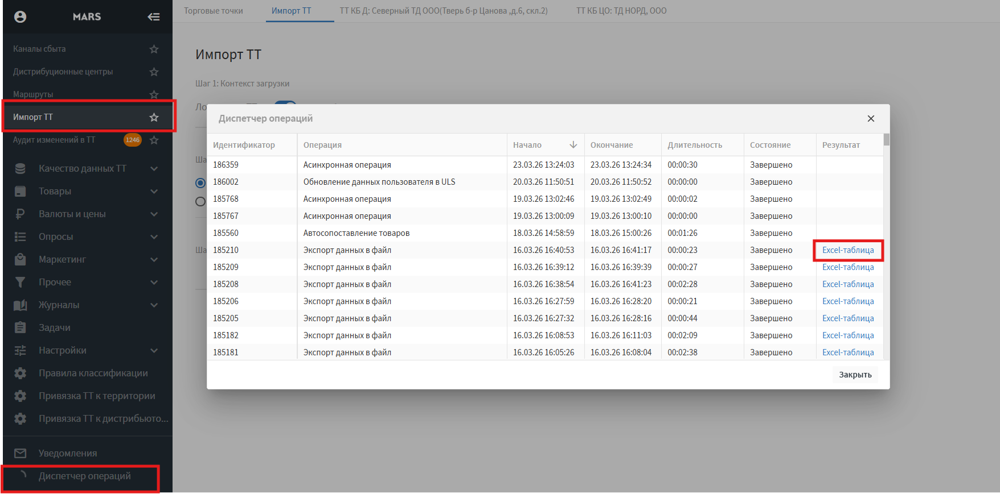 MARS
Каналы сбыта
Дистрибуционные центры
Маршруты
Импорт ТТ
Аудит изменений в ТТ 1246
Качество данных ТТ
Товары
Валюты и цены
Опросы
Маркетинг
Прочее
Журналы
Задачи
Настройки
Правила классификации
Привязка ТТ к территории
Привязка ТТ к дистрибьюто...
Уведомления
Диспетчер операций
Торговые точки Импорт ТТ ТТ КБ Д: Северный ТД ООО(Тверь б-р Цанова ,д.6, скл.2) ТТ КБ ЦО: ТД НОРД, ООО
Импорт ТТ
Шаг 1: Контекст загрузки
Ло
Ша
Ша
Диспетчер операций
Идентификатор Операция Начало Окончание Длительность Состояние Результат
186359 Асинхронная операция 23.03.26 13:24:03 23.03.26 13:24:34 00:00:30 Завершено
186002 Обновление данных пользователя в ULS 20.03.26 11:50:51 20.03.26 11:50:52 00:00:00 Завершено
185768 Асинхронная операция 19.03.26 13:02:46 19.03.26 13:02:49 00:00:02 Завершено
185767 Асинхронная операция 19.03.26 13:00:09 19.03.26 13:00:10 00:00:00 Завершено
185560 Автосопоставление товаров 18.03.26 14:58:59 18.03.26 15:00:26 00:01:26 Завершено
185210 Экспорт данных в файл 16.03.26 16:40:53 16.03.26 16:41:17 00:00:23 Завершено Excel-таблица
185209 Экспорт данных в файл 16.03.26 16:39:12 16.03.26 16:39:39 00:00:27 Завершено Excel-таблица
185208 Экспорт данных в файл 16.03.26 16:38:54 16.03.26 16:41:23 00:02:28 Завершено Excel-таблица
185206 Экспорт данных в файл 16.03.26 16:27:59 16.03.26 16:28:20 00:00:21 Завершено Excel-таблица
185205 Экспорт данных в файл 16.03.26 16:27:32 16.03.26 16:28:16 00:00:44 Завершено Excel-таблица
185182 Экспорт данных в файл 16.03.26 16:08:53 16.03.26 16:11:03 00:02:09 Завершено Excel-таблица
185181 Экспорт данных в файл 16.03.26 16:05:26 16.03.26 16:08:04 00:02:38 Завершено Excel-таблица
Закрыть